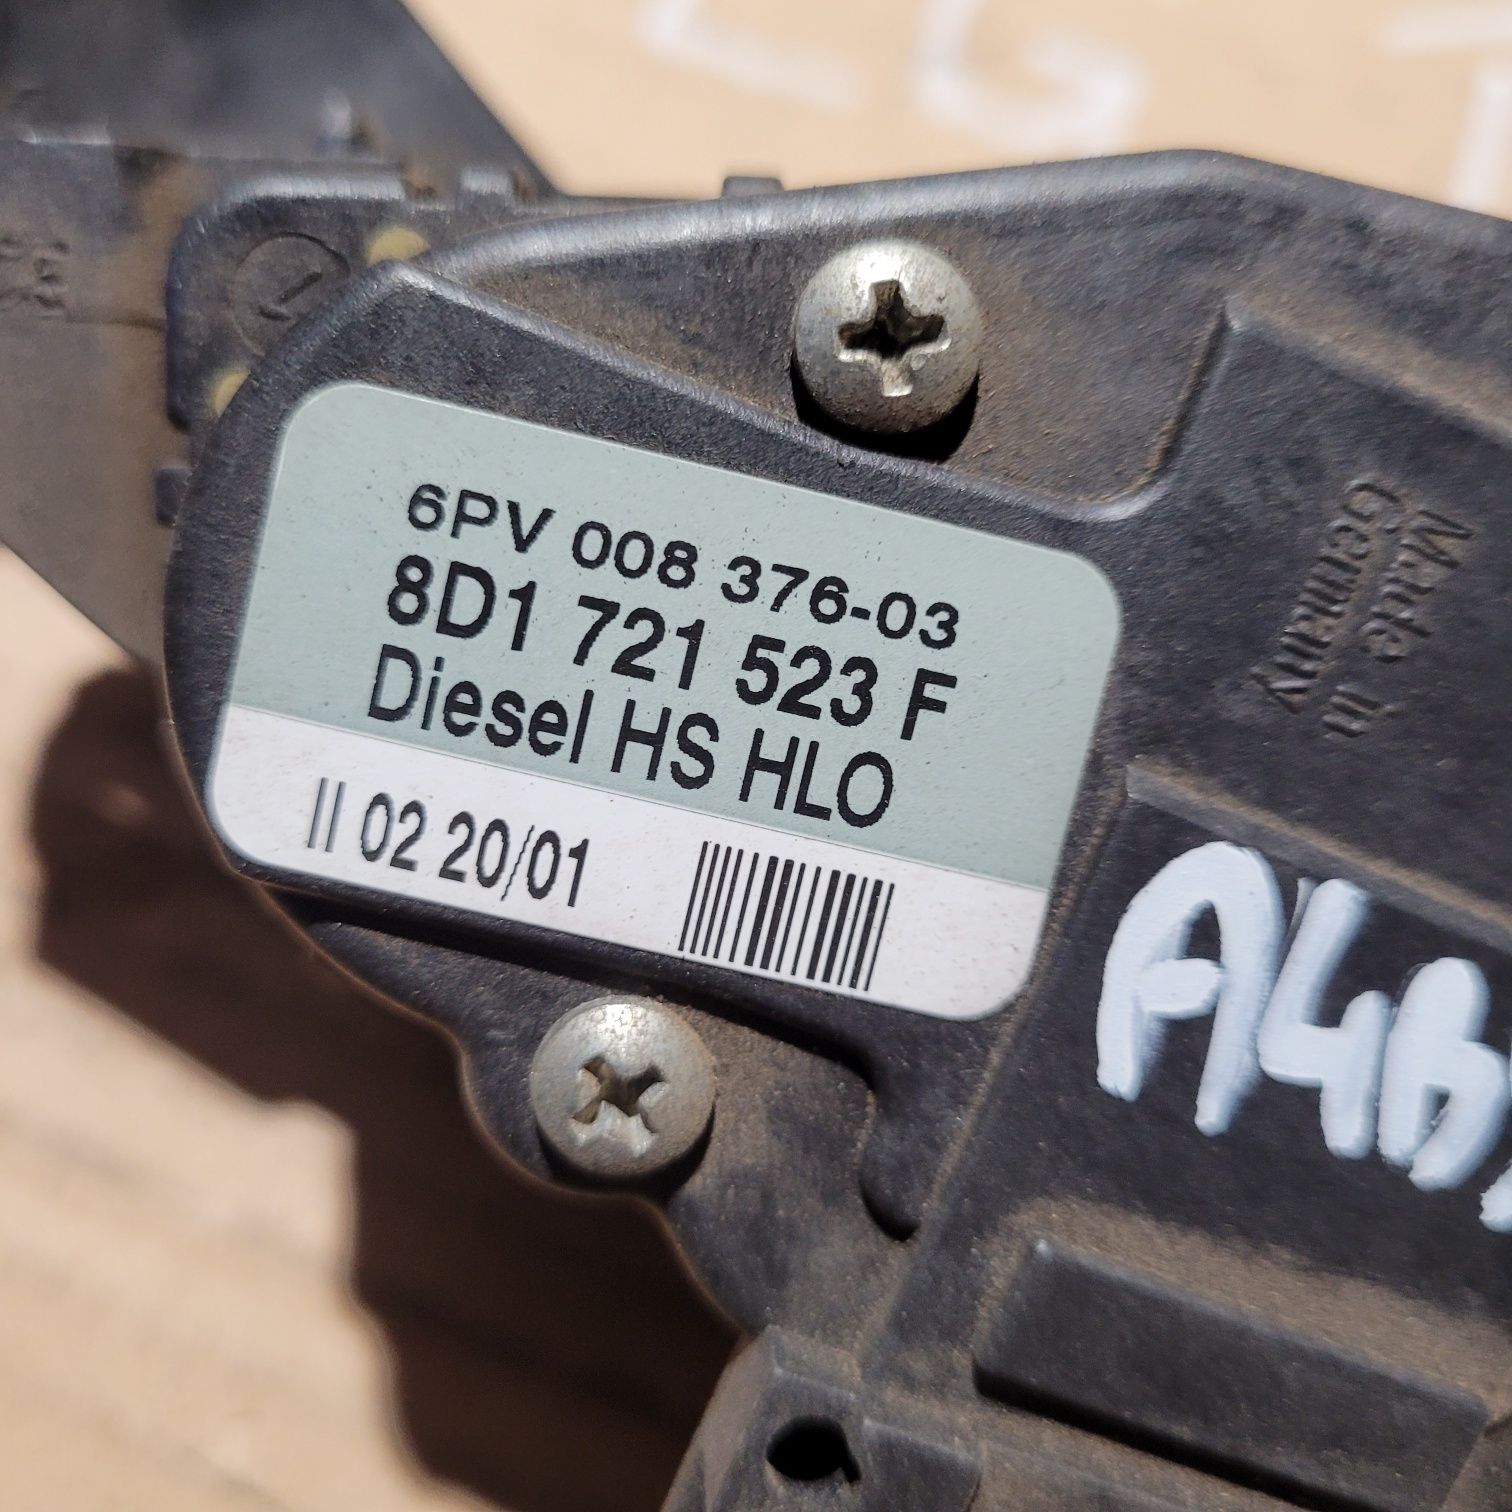 6PV 008 376-03
8D1 721 523 F
Diesel HS HLO
II 02 20/01
Made in
Germany
A4b